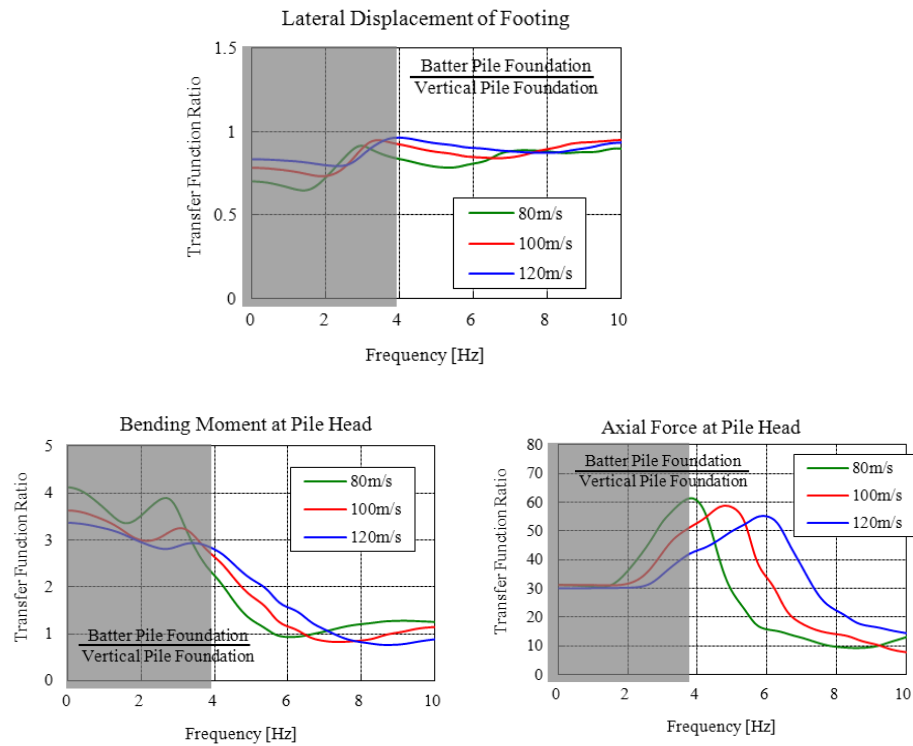 Lateral Displacement of Footing
1.5
1
0.5
0
Transfer Function Ratio
Batter Pile Foundation
Vertical Pile Foundation
80m/s
100m/s
120m/s
0 2 4 6 8 10
Frequency [Hz]
Bending Moment at Pile Head
5
4
3
2
1
0
Transfer Function Ratio
80m/s
100m/s
120m/s
Batter Pile Foundation
Vertical Pile Foundation
0 2 4 6 8 10
Frequency [Hz]
Axial Force at Pile Head
80
70
60
50
40
30
20
10
0
Transfer Function Ratio
Batter Pile Foundation
Vertical Pile Foundation
80m/s
100m/s
120m/s
0 2 4 6 8 10
Frequency [Hz]